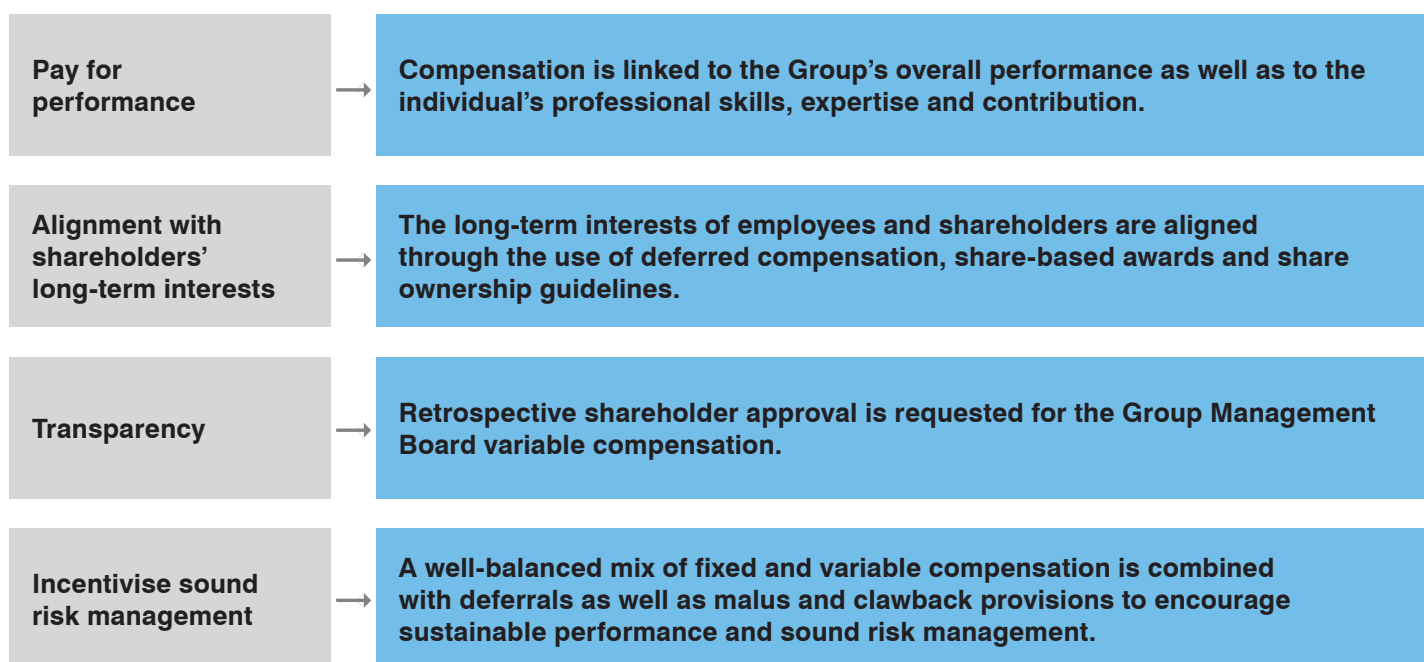 Pay for
performance
Compensation is linked to the Group’s overall performance as well as to the
individual’s professional skills, expertise and contribution.
Alignment with
shareholders’
long-term interests
The long-term interests of employees and shareholders are aligned
through the use of deferred compensation, share-based awards and share
ownership guidelines.
Transparency
Retrospective shareholder approval is requested for the Group Management
Board variable compensation.
Incentivise sound
risk management
A well-balanced mix of fixed and variable compensation is combined
with deferrals as well as malus and clawback provisions to encourage
sustainable performance and sound risk management.